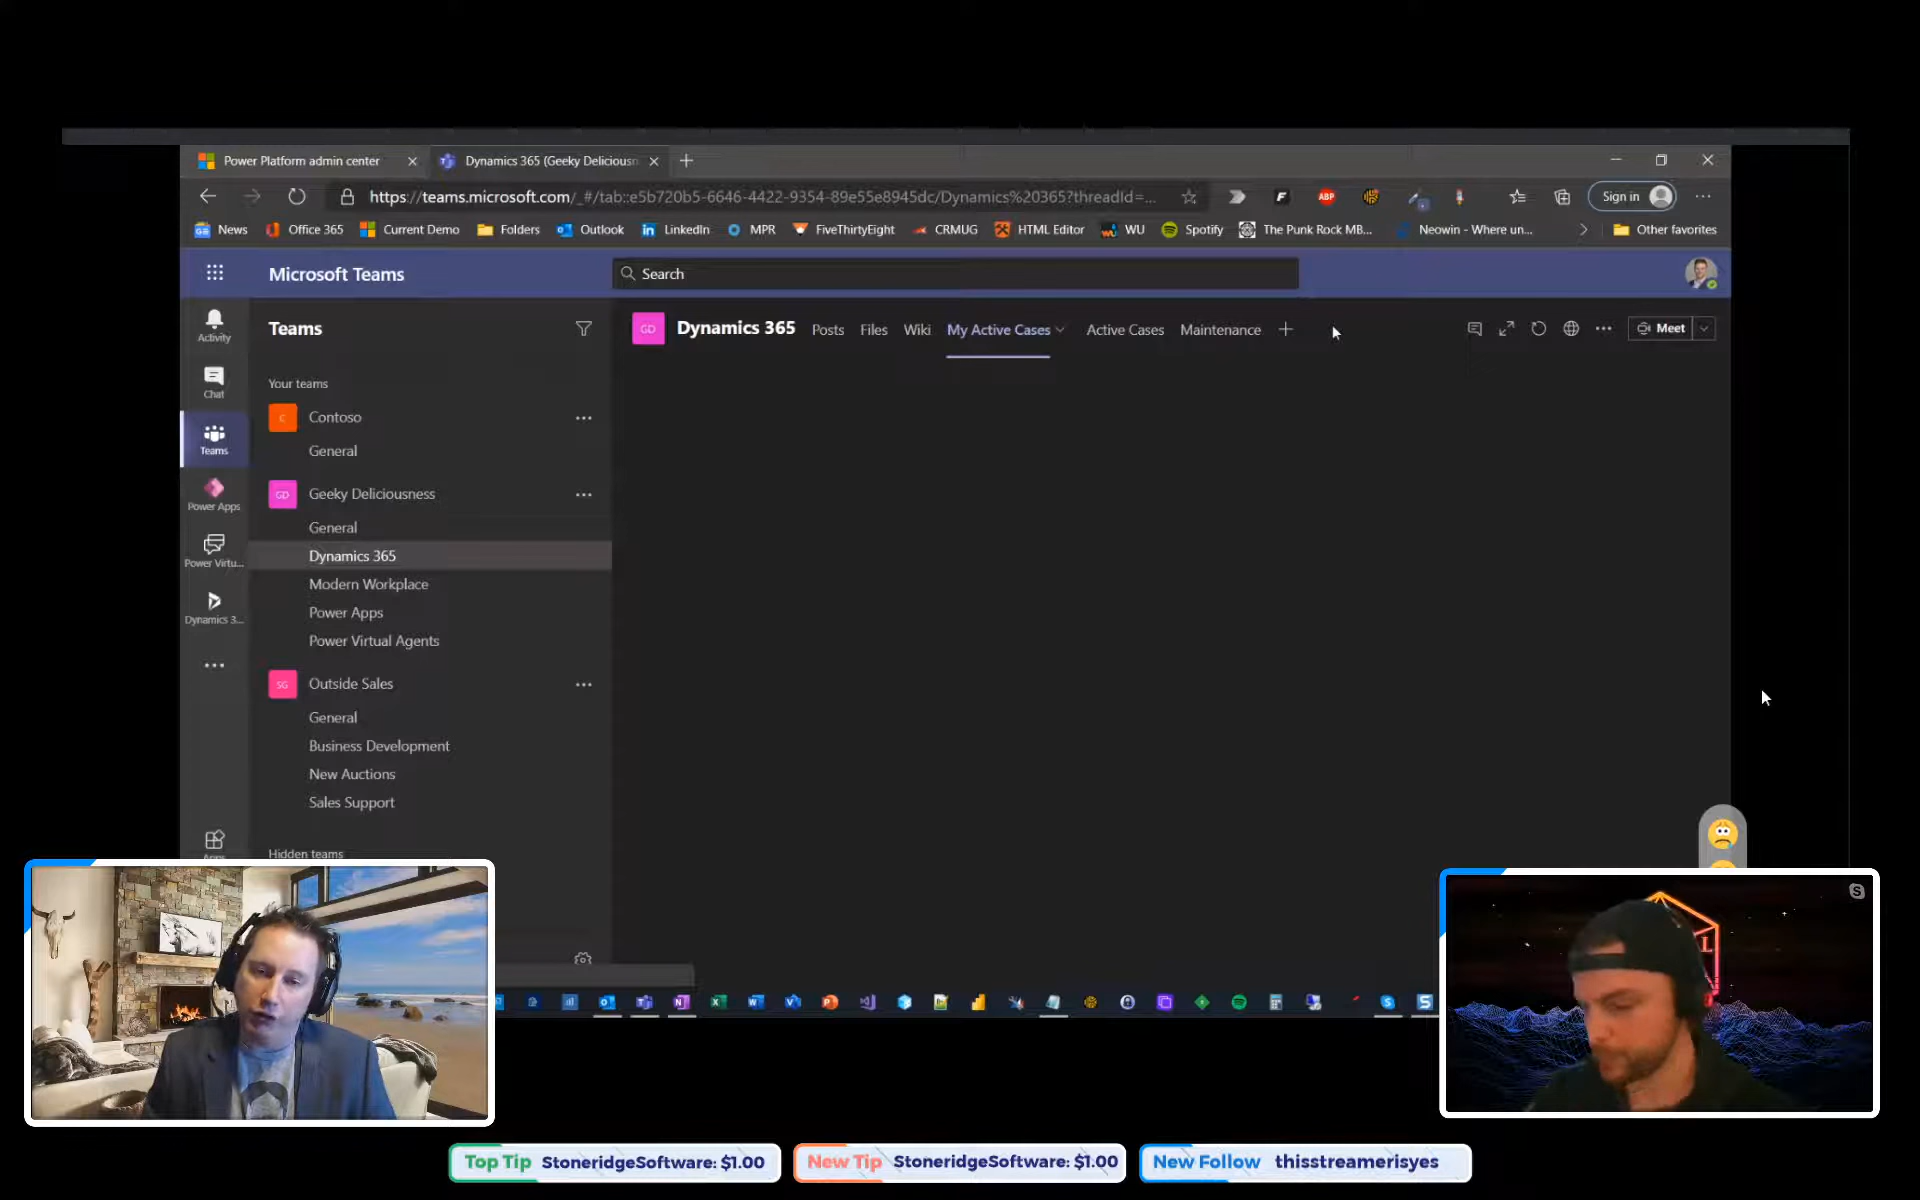 Power Platform admin center
Dynamics 365 (Geeky Deliciousn
https://teams.microsoft.com/_#/tab::e5b720b5-6646-4422-9354-89e55e8945dc/Dynamics%20365?threadId=...
F
ABP
Sign in
News
Office 365
Current Demo
Folders
Outlook
LinkedIn
MPR
FiveThirtyEight
CRMUG
HTML Editor
WU
Spotify
The Punk Rock MB...
Neowin - Where un...
Other favorites
Microsoft Teams
Search
Activity
Chat
Teams
Power Apps
Power Virtu...
Dynamics 3...
Teams
Your teams
C Contoso
General
GD Geeky Deliciousness
General
Dynamics 365
Modern Workplace
Power Apps
Power Virtual Agents
SG Outside Sales
General
Business Development
New Auctions
Sales Support
Hidden teams
GD Dynamics 365 Posts Files Wiki My Active Cases Active Cases Maintenance
Meet
Top Tip StoneridgeSoftware: $1.00
New Tip StoneridgeSoftware: $1.00
New Follow thisstreamerisyes